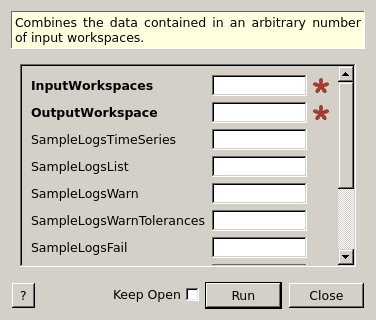 Combines the data contained in an arbitrary number
of input workspaces.
InputWorkspaces
OutputWorkspace
SampleLogsTimeSeries
SampleLogsList
SampleLogsWarn
SampleLogsWarnTolerances
SampleLogsFail
? Keep Open Run Close